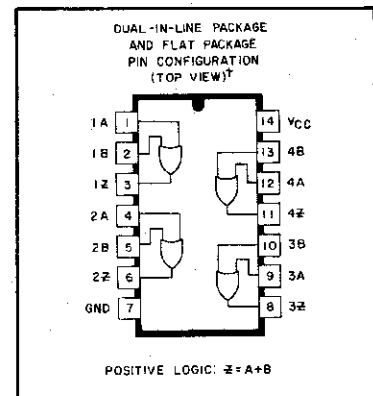 DUAL-IN-LINE PACKAGE
AND FLAT PACKAGE
PIN CONFIGURATION
(TOP VIEW)†
1A 1 14 VCC
1B 2 13 4B
1Z 3 12 4A
2A 4 11 4Z
2B 5 10 3B
2Z 6 9 3A
GND 7 8 3Z
POSITIVE LOGIC: Z=A+B